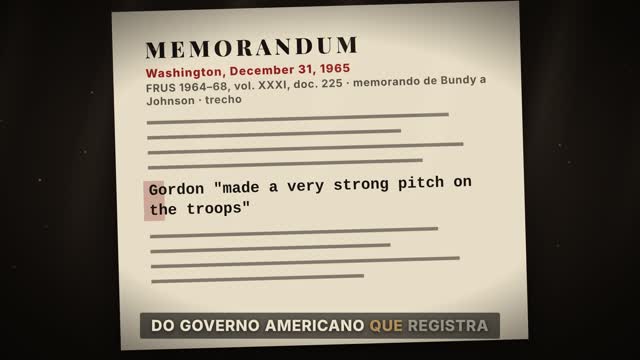 MEMORANDUM
Washington, December 31, 1965
FRUS 1964–68, vol. XXXI, doc. 225 · memorando de Bundy a
Johnson · trecho
Gordon "made a very strong pitch on
the troops"
DO GOVERNO AMERICANO QUE REGISTRA